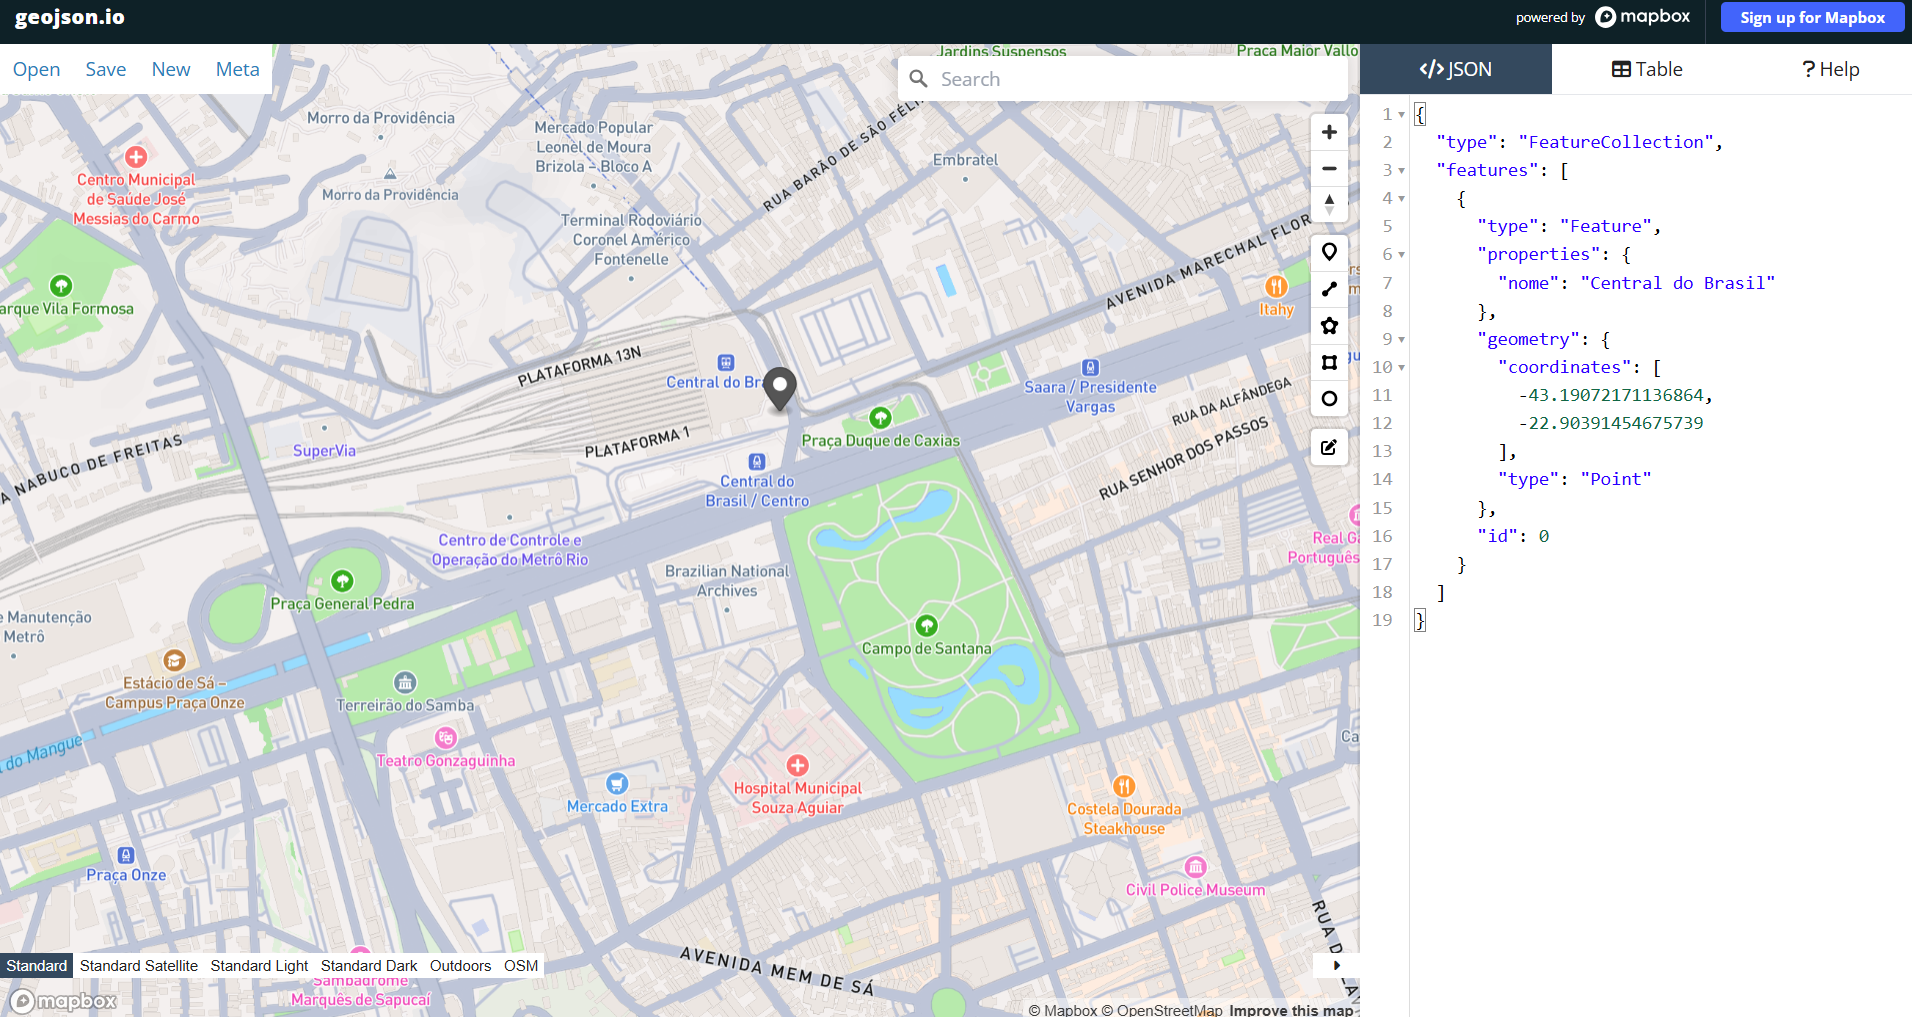 geojson.io
powered by mapbox
Sign up for Mapbox
Open Save New Meta
Search
JSON
Table
? Help
Jardins Suspensos
Praça Maior Vallo
Morro da Providência
Mercado Popular
Leonel de Moura
Brizola - Bloco A
RUA BARÃO DE SÃO FÉLI
Embratel
Centro Municipal
de Saúde José
Messias do Carmo
Morro da Providência
Terminal Rodoviário
Coronel Américo
Fontenelle
AVENIDA MARECHAL FLOR
arque Vila Formosa
Itahy
PLATAFORMA 13N
Central do Bra
Saara / Presidente
Vargas
RUA DA ALFÂNDEGA
PLATAFORMA 1
Praça Duque de Caxias
SuperVia
A NABUCO DE FREITAS
RUA SENHOR DOS PASSOS
Central do
Brasil / Centro
Centro de Controle e
Operação do Metrô Rio
Real Ga
Português
Brazilian National
Archives
Praça General Pedra
e Manutenção
Metrô
Campo de Santana
Estácio de Sá -
Campus Praça Onze
Terreirão do Samba
l do Mangue
Teatro Gonzaguinha
Ca
Hospital Municipal
Souza Aguiar
Mercado Extra
Costela Dourada
Steakhouse
Praça Onze
Civil Police Museum
RUA D
LAV
AVENIDA MEM DE SÁ
Sambadrome
Marquês de Sapucaí
Standard Standard Satellite Standard Light Standard Dark Outdoors OSM
mapbox
© Mapbox © OpenStreetMap Improve this map
1 {
2 "type": "FeatureCollection",
3 "features": [
4 {
5 "type": "Feature",
6 "properties": {
7 "nome": "Central do Brasil"
8 },
9 "geometry": {
10 "coordinates": [
11 -43.19072171136864,
12 -22.90391454675739
13 ],
14 "type": "Point"
15 },
16 "id": 0
17 }
18 ]
19 }